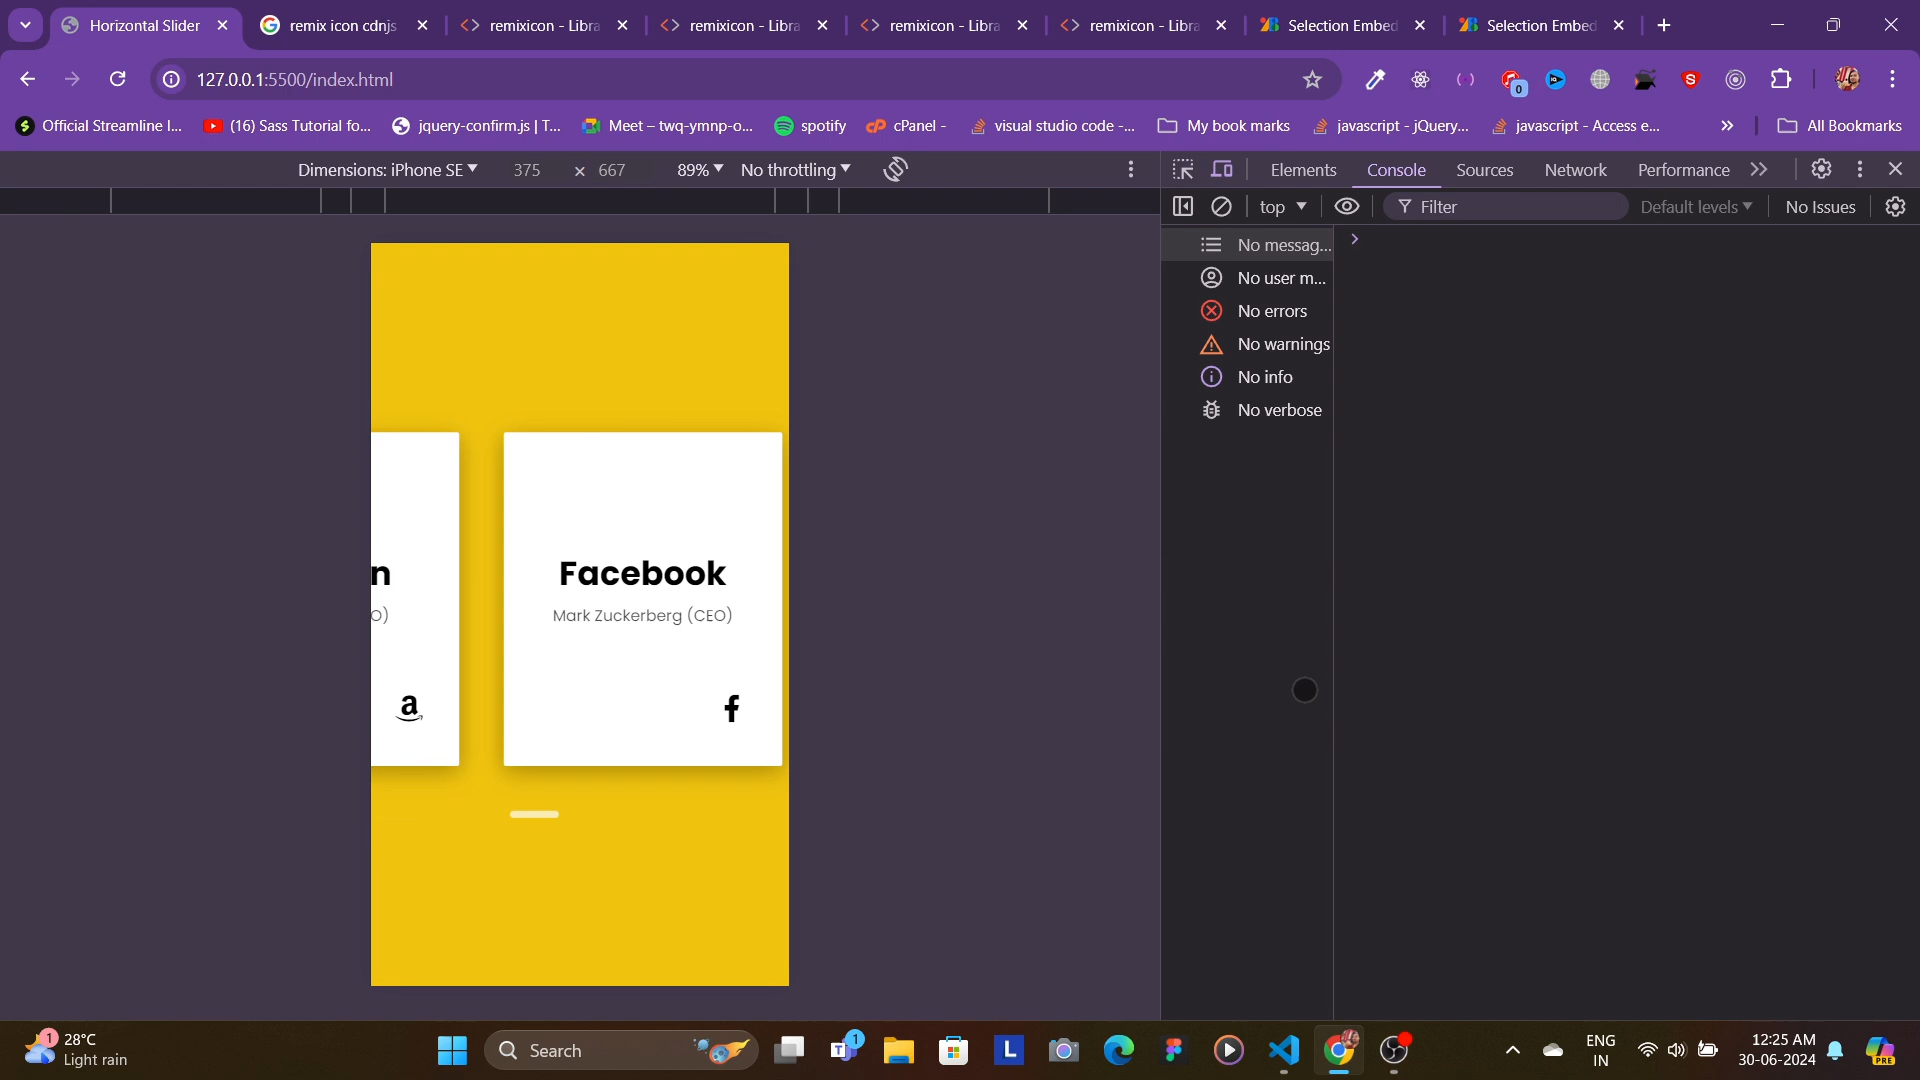 Horizontal Slider
remix icon cdnjs
remixicon - Libra
remixicon - Libra
remixicon - Libra
remixicon - Libra
Selection Embed
Selection Embed
127.0.0.1:5500/index.html
0
Official Streamline I...
(16) Sass Tutorial fo...
jquery-confirm.js | T...
Meet – twq-ymnp-o...
spotify
cPanel -
visual studio code -...
My book marks
javascript - jQuery...
javascript - Access e...
All Bookmarks
Dimensions: iPhone SE
375 × 667
89%
No throttling
Elements
Console
Sources
Network
Performance
top
Filter
Default levels
No Issues
No messag...
No user m...
No errors
No warnings
No info
No verbose
n
O)
a
Facebook
Mark Zuckerberg (CEO)
f
1
28°C
Light rain
Search
1
L
ENG
IN
12:25 AM
30-06-2024
PRE